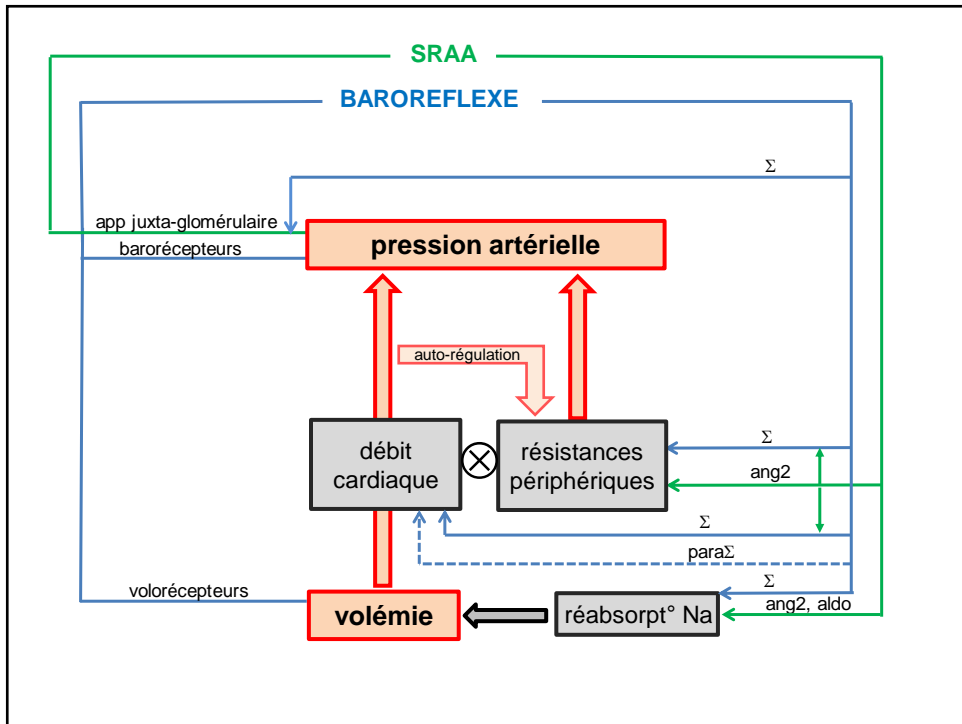 SRAA
BAROREFLEXE
Σ
app juxta-glomérulaire
barorécepteurs
pression artérielle
auto-régulation
débit
cardiaque
résistances
périphériques
Σ
ang2
Σ
paraΣ
Σ
volorécepteurs
volémie
réabsorpt° Na
ang2, aldo